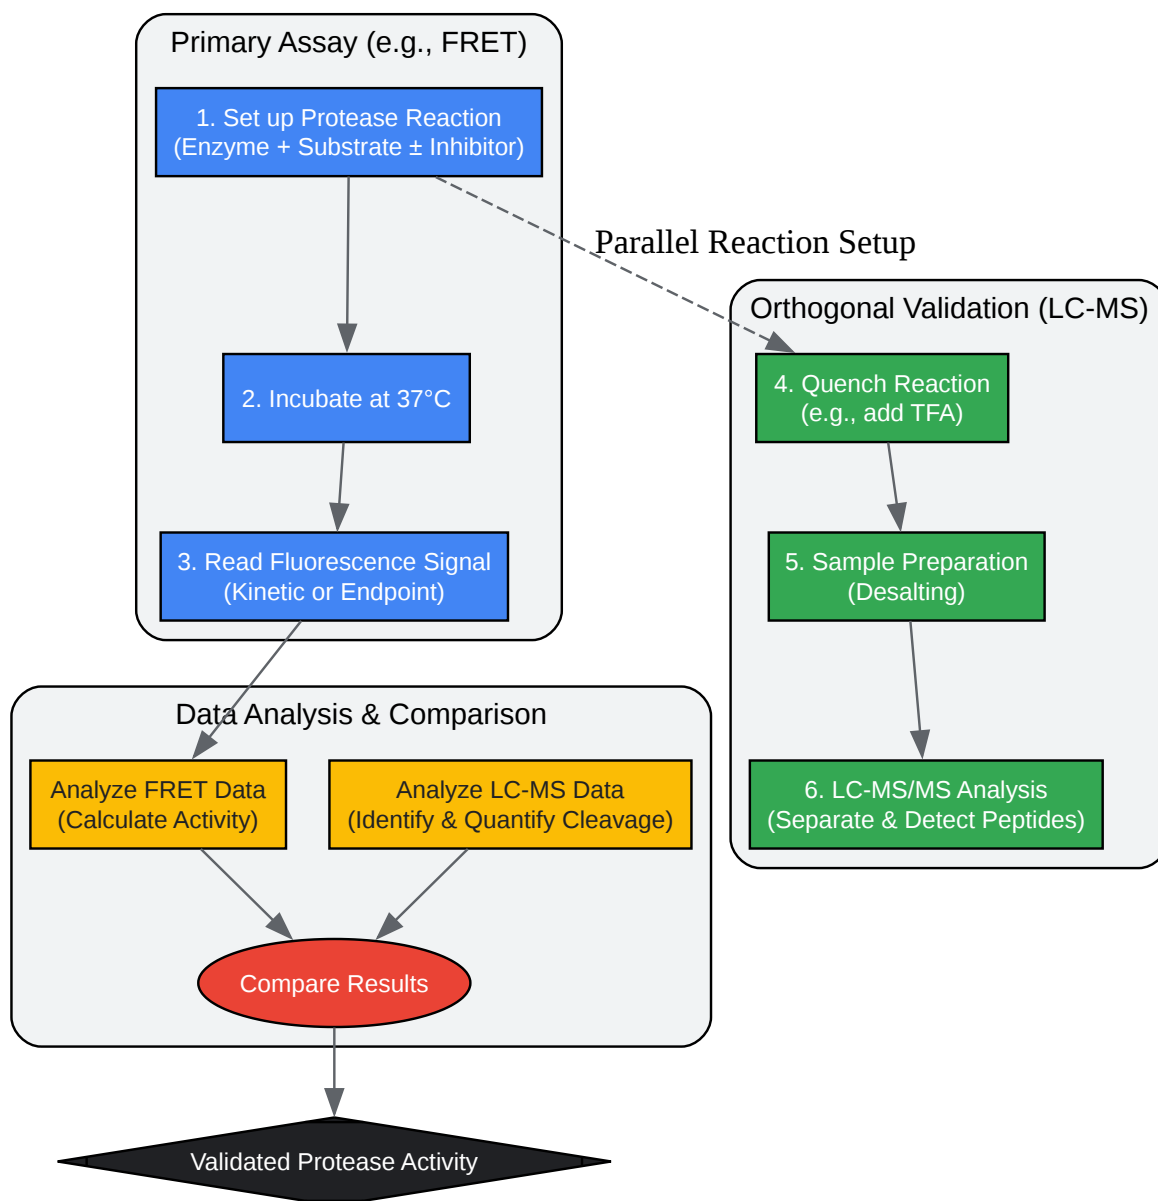 Primary Assay (e.g., FRET)
1. Set up Protease Reaction
(Enzyme + Substrate ± Inhibitor)
Parallel Reaction Setup
2. Incubate at 37°C
3. Read Fluorescence Signal
(Kinetic or Endpoint)
Orthogonal Validation (LC-MS)
4. Quench Reaction
(e.g., add TFA)
5. Sample Preparation
(Desalting)
6. LC-MS/MS Analysis
(Separate & Detect Peptides)
Data Analysis & Comparison
Analyze FRET Data
(Calculate Activity)
Analyze LC-MS Data
(Identify & Quantify Cleavage)
Compare Results
Validated Protease Activity